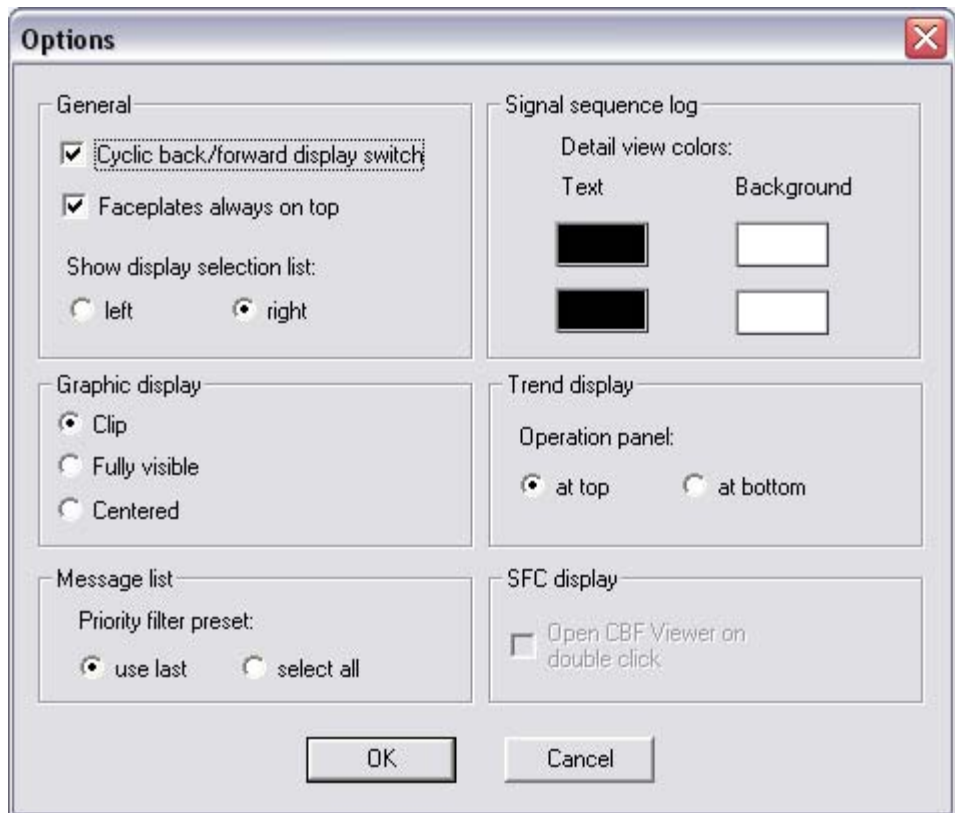 Options
General
Cyclic back/forward display switch
Faceplates always on top
Show display selection list:
left right
Signal sequence log
Detail view colors:
Text Background
Graphic display
Clip
Fully visible
Centered
Trend display
Operation panel:
at top at bottom
Message list
Priority filter preset:
use last select all
SFC display
Open CBF Viewer on
double click
OK Cancel